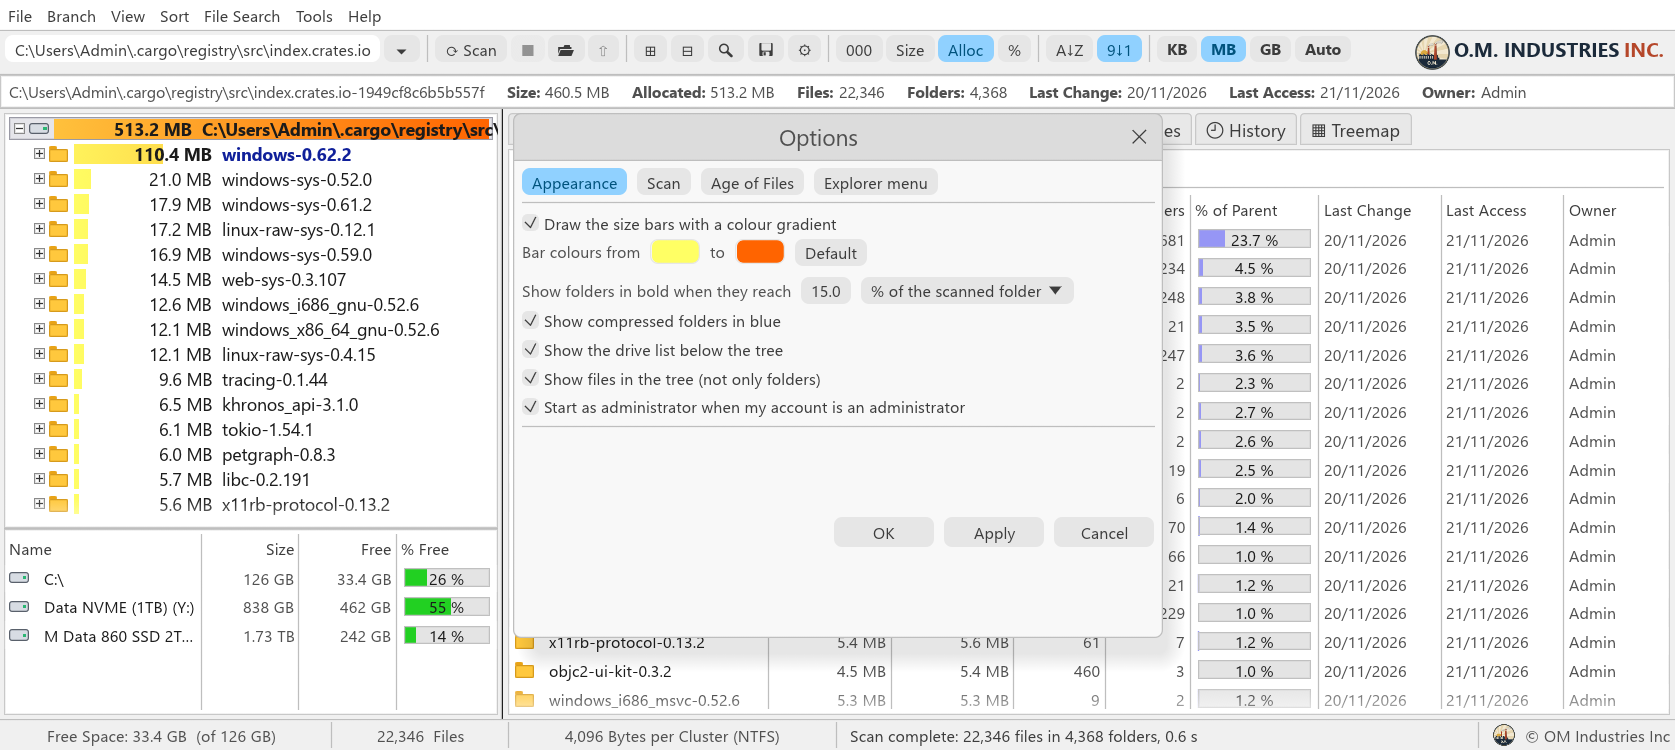 File Branch View Sort File Search Tools Help
C:\Users\Admin\.cargo\registry\src\index.crates.io Scan 000 Size Alloc % A↓Z 9↓1 KB MB GB Auto O.M. INDUSTRIES INC.
C:\Users\Admin\.cargo\registry\src\index.crates.io-1949cf8c6b5b557f Size: 460.5 MB Allocated: 513.2 MB Files: 22,346 Folders: 4,368 Last Change: 20/11/2026 Last Access: 21/11/2026 Owner: Admin
513.2 MB C:\Users\Admin\.cargo\registry\src\
110.4 MB windows-0.62.2
21.0 MB windows-sys-0.52.0
17.9 MB windows-sys-0.61.2
17.2 MB linux-raw-sys-0.12.1
16.9 MB windows-sys-0.59.0
14.5 MB web-sys-0.3.107
12.6 MB windows_i686_gnu-0.52.6
12.1 MB windows_x86_64_gnu-0.52.6
12.1 MB linux-raw-sys-0.4.15
9.6 MB tracing-0.1.44
6.5 MB khronos_api-3.1.0
6.1 MB tokio-1.54.1
6.0 MB petgraph-0.8.3
5.7 MB libc-0.2.191
5.6 MB x11rb-protocol-0.13.2
Name Size Free % Free
C:\ 126 GB 33.4 GB 26 %
Data NVME (1TB) (Y:) 838 GB 462 GB 55 %
M Data 860 SSD 2T... 1.73 TB 242 GB 14 %
Options
Appearance Scan Age of Files Explorer menu
Draw the size bars with a colour gradient
Bar colours from to Default
Show folders in bold when they reach 15.0 % of the scanned folder
Show compressed folders in blue
Show the drive list below the tree
Show files in the tree (not only folders)
Start as administrator when my account is an administrator
OK Apply Cancel
es History Treemap
ers % of Parent Last Change Last Access Owner
681 23.7 % 20/11/2026 21/11/2026 Admin
234 4.5 % 20/11/2026 21/11/2026 Admin
248 3.8 % 20/11/2026 21/11/2026 Admin
21 3.5 % 20/11/2026 21/11/2026 Admin
247 3.6 % 20/11/2026 21/11/2026 Admin
2 2.3 % 20/11/2026 21/11/2026 Admin
2 2.7 % 20/11/2026 21/11/2026 Admin
2 2.6 % 20/11/2026 21/11/2026 Admin
19 2.5 % 20/11/2026 21/11/2026 Admin
6 2.0 % 20/11/2026 21/11/2026 Admin
70 1.4 % 20/11/2026 21/11/2026 Admin
66 1.0 % 20/11/2026 21/11/2026 Admin
21 1.2 % 20/11/2026 21/11/2026 Admin
229 1.0 % 20/11/2026 21/11/2026 Admin
x11rb-protocol-0.13.2 5.4 MB 5.6 MB 61 7 1.2 % 20/11/2026 21/11/2026 Admin
objc2-ui-kit-0.3.2 4.5 MB 5.4 MB 460 3 1.0 % 20/11/2026 21/11/2026 Admin
windows_i686_msvc-0.52.6 5.3 MB 5.3 MB 9 2 1.2 % 20/11/2026 21/11/2026 Admin
Free Space: 33.4 GB (of 126 GB) 22,346 Files 4,096 Bytes per Cluster (NTFS) Scan complete: 22,346 files in 4,368 folders, 0.6 s © OM Industries Inc